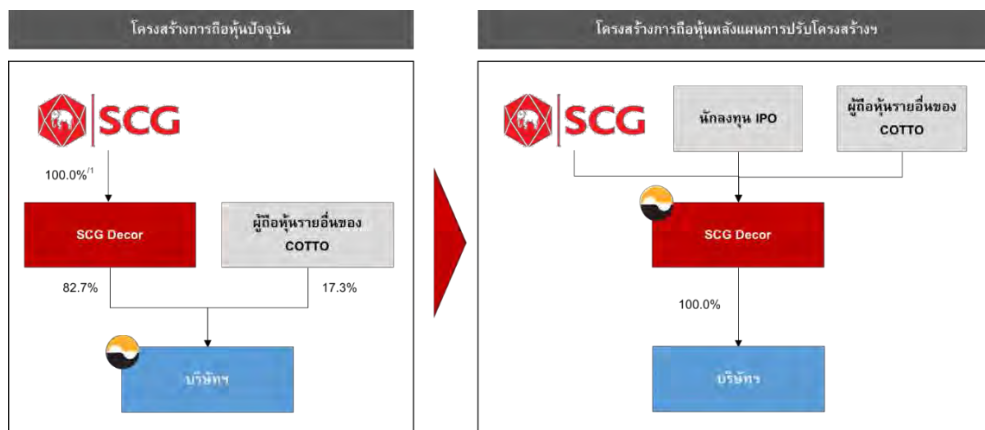 โครงสร้างการถือหุ้นปัจจุบัน
SCG
100.0%/1
SCG Decor
ผู้ถือหุ้นรายอื่นของ
COTTO
82.7%
17.3%
บริษัทฯ
โครงสร้างการถือหุ้นหลังแผนการปรับโครงสร้างฯ
SCG
นักลงทุน IPO
ผู้ถือหุ้นรายอื่นของ
COTTO
SCG Decor
100.0%
บริษัทฯ